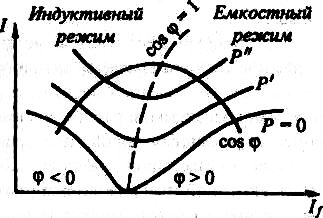 I
Индуктивный
режим
cos φ = 1
Емкостный
режим
P"
P'
P = 0
cos φ
φ < 0
φ > 0
I_f